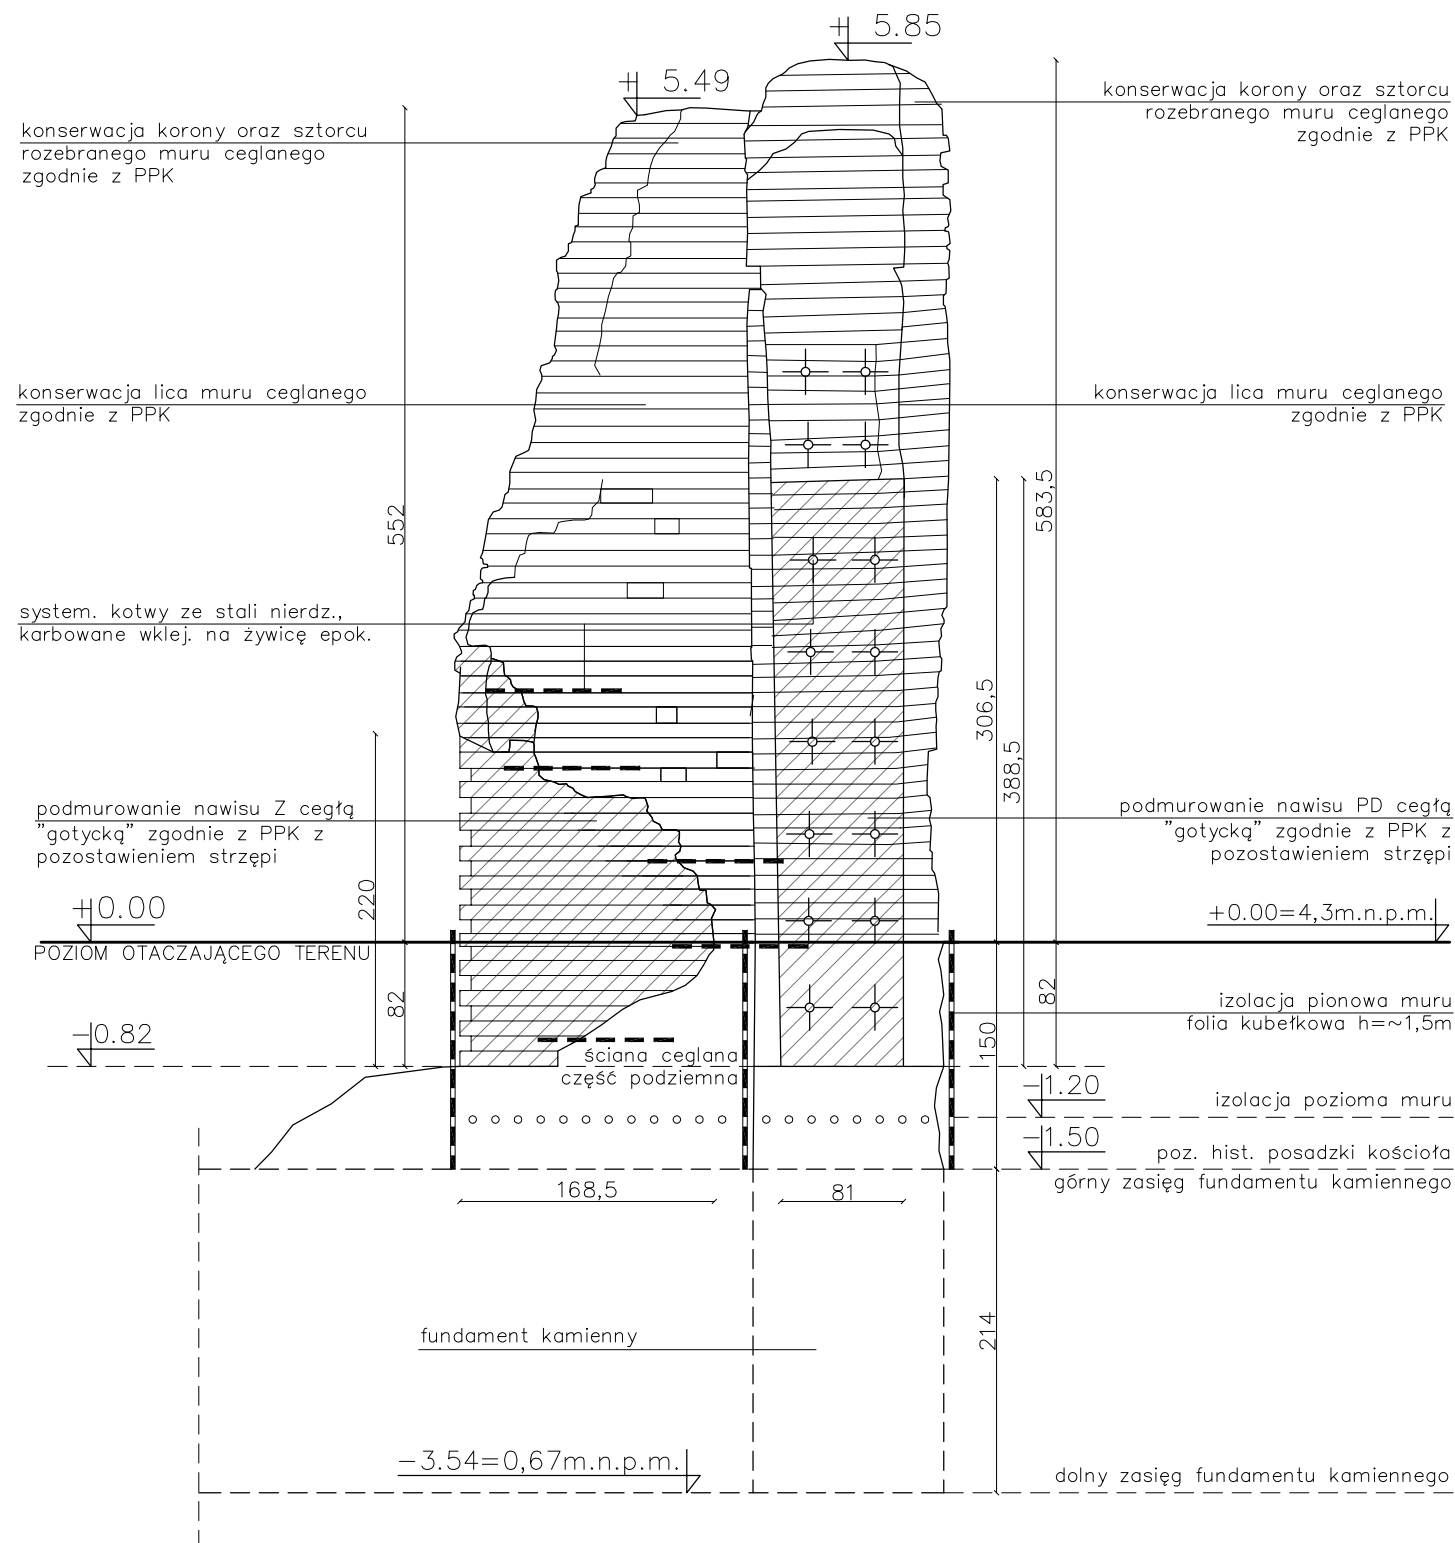 + 5.85
+ 5.49
konserwacja korony oraz sztorcu
rozebranego muru ceglanego
zgodnie z PPK
konserwacja korony oraz sztorcu
rozebranego muru ceglanego
zgodnie z PPK
konserwacja lica muru ceglanego
zgodnie z PPK
konserwacja lica muru ceglanego
zgodnie z PPK
552
583,5
system. kotwy ze stali nierdz.,
karbowane wklej. na żywicę epok.
306,5
388,5
podmurowanie nawisu Z cegłą
"gotycką" zgodnie z PPK z
pozostawieniem strzępi
podmurowanie nawisu PD cegłą
"gotycką" zgodnie z PPK z
pozostawieniem strzępi
220
+0.00
+0.00=4,3m.n.p.m.
POZIOM OTACZAJĄCEGO TERENU
82
82
150
izolacja pionowa muru
folia kubełkowa h=~1,5m
-0.82
ściana ceglana
część podziemna
-1.20
izolacja pozioma muru
-1.50
poz. hist. posadzki kościoła
górny zasięg fundamentu kamiennego
168,5
81
214
fundament kamienny
-3.54=0,67m.n.p.m.
dolny zasięg fundamentu kamiennego